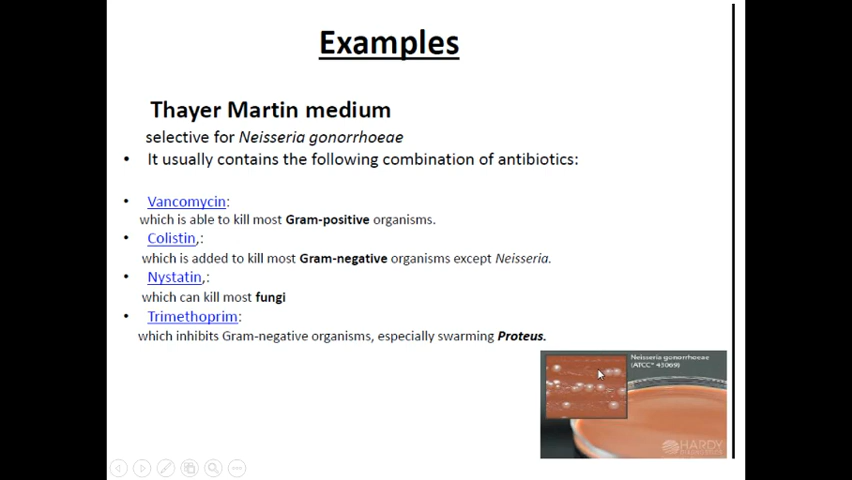 Examples
Thayer Martin medium
selective for Neisseria gonorrhoeae
• It usually contains the following combination of antibiotics:
• Vancomycin:
which is able to kill most Gram-positive organisms.
• Colistin,:
which is added to kill most Gram-negative organisms except Neisseria.
• Nystatin,:
which can kill most fungi
• Trimethoprim:
which inhibits Gram-negative organisms, especially swarming Proteus.
Neisseria gonorrhoeae
(ATCC® 43069)
HARDY